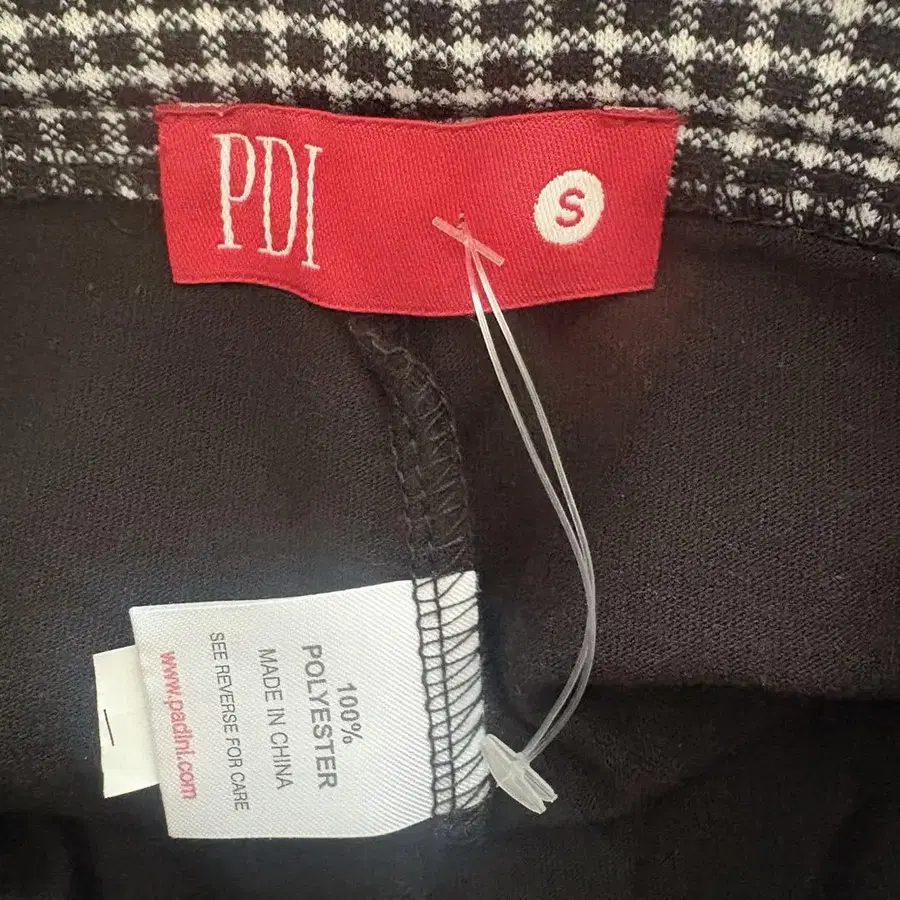 PDI
S
100%
POLYESTER
MADE IN CHINA
SEE REVERSE FOR CARE
www.padini.com